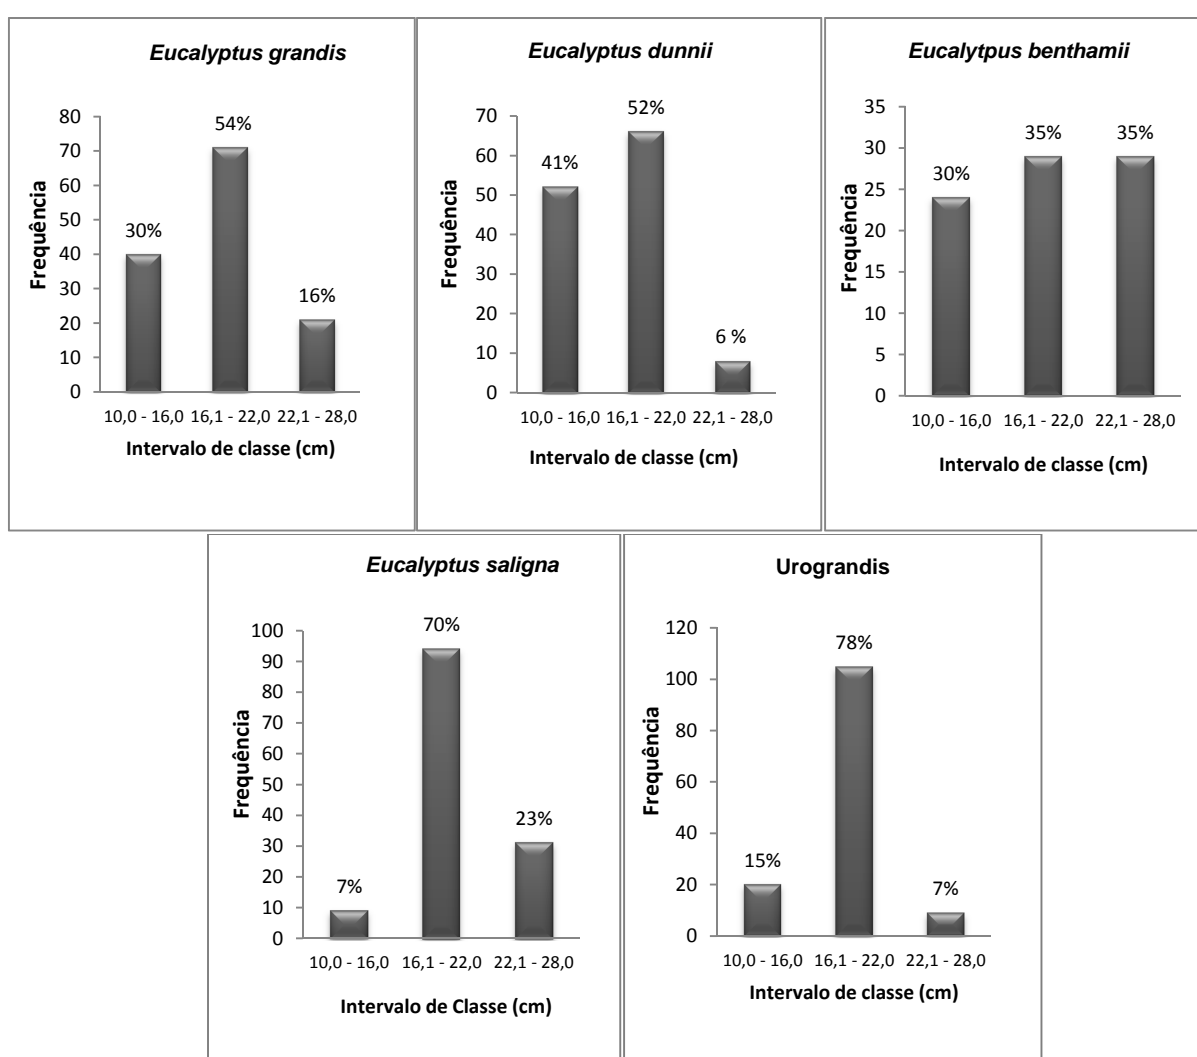 Eucalyptus grandis
Frequência
80
70
60
50
40
30
20
10
0
30%
54%
16%
10,0 - 16,0 16,1 - 22,0 22,1 - 28,0
Intervalo de classe (cm)
Eucalyptus dunnii
Frequência
70
60
50
40
30
20
10
0
41%
52%
6 %
10,0 - 16,0 16,1 - 22,0 22,1 - 28,0
Intervalo de classe (cm)
Eucalytpus benthamii
Frequência
35
30
25
20
15
10
5
0
30%
35%
35%
10,0 - 16,0 16,1 - 22,0 22,1 - 28,0
Intervalo de classe (cm)
Eucalyptus saligna
Frequência
100
90
80
70
60
50
40
30
20
10
0
7%
70%
23%
10,0 - 16,0 16,1 - 22,0 22,1 - 28,0
Intervalo de Classe (cm)
Urograndis
Frequência
120
100
80
60
40
20
0
15%
78%
7%
10,0 - 16,0 16,1 - 22,0 22,1 - 28,0
Intervalo de classe (cm)